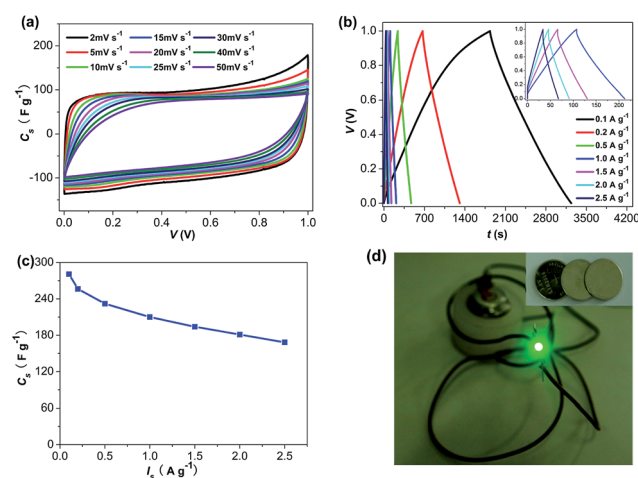 (a)
2mV s⁻¹ 15mV s⁻¹ 30mV s⁻¹
5mV s⁻¹ 20mV s⁻¹ 40mV s⁻¹
10mV s⁻¹ 25mV s⁻¹ 50mV s⁻¹
200
100
0
-100
Cs (F g⁻¹)
0.0 0.2 0.4 0.6 0.8 1.0
V (V)
(b)
1.0
0.8
0.6
0.4
0.2
0.0
V (V)
0 700 1400 2100 2800 3500 4200
t (s)
1.0
0.8
0.6
0.4
0.2
0.0
0 50 100 150 200
0.1 A g⁻¹
0.2 A g⁻¹
0.5 A g⁻¹
1.0 A g⁻¹
1.5 A g⁻¹
2.0 A g⁻¹
2.5 A g⁻¹
(c)
300
240
180
120
60
0
Cs (F g⁻¹)
0.0 0.5 1.0 1.5 2.0 2.5
Is (A g⁻¹)
(d)